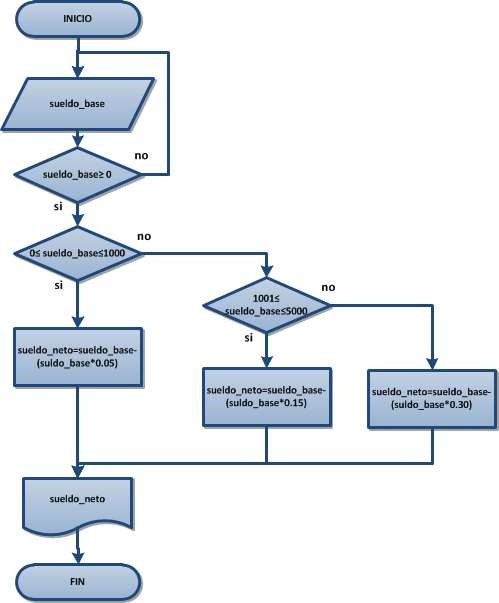 INICIO
sueldo_base
sueldo_base≥ 0
no
si
0≤ sueldo_base≤1000
no
si
1001≤
sueldo_base≤5000
no
si
sueldo_neto=sueldo_base-
(suldo_base*0.05)
sueldo_neto=sueldo_base-
(suldo_base*0.15)
sueldo_neto=sueldo_base-
(suldo_base*0.30)
sueldo_neto
FIN